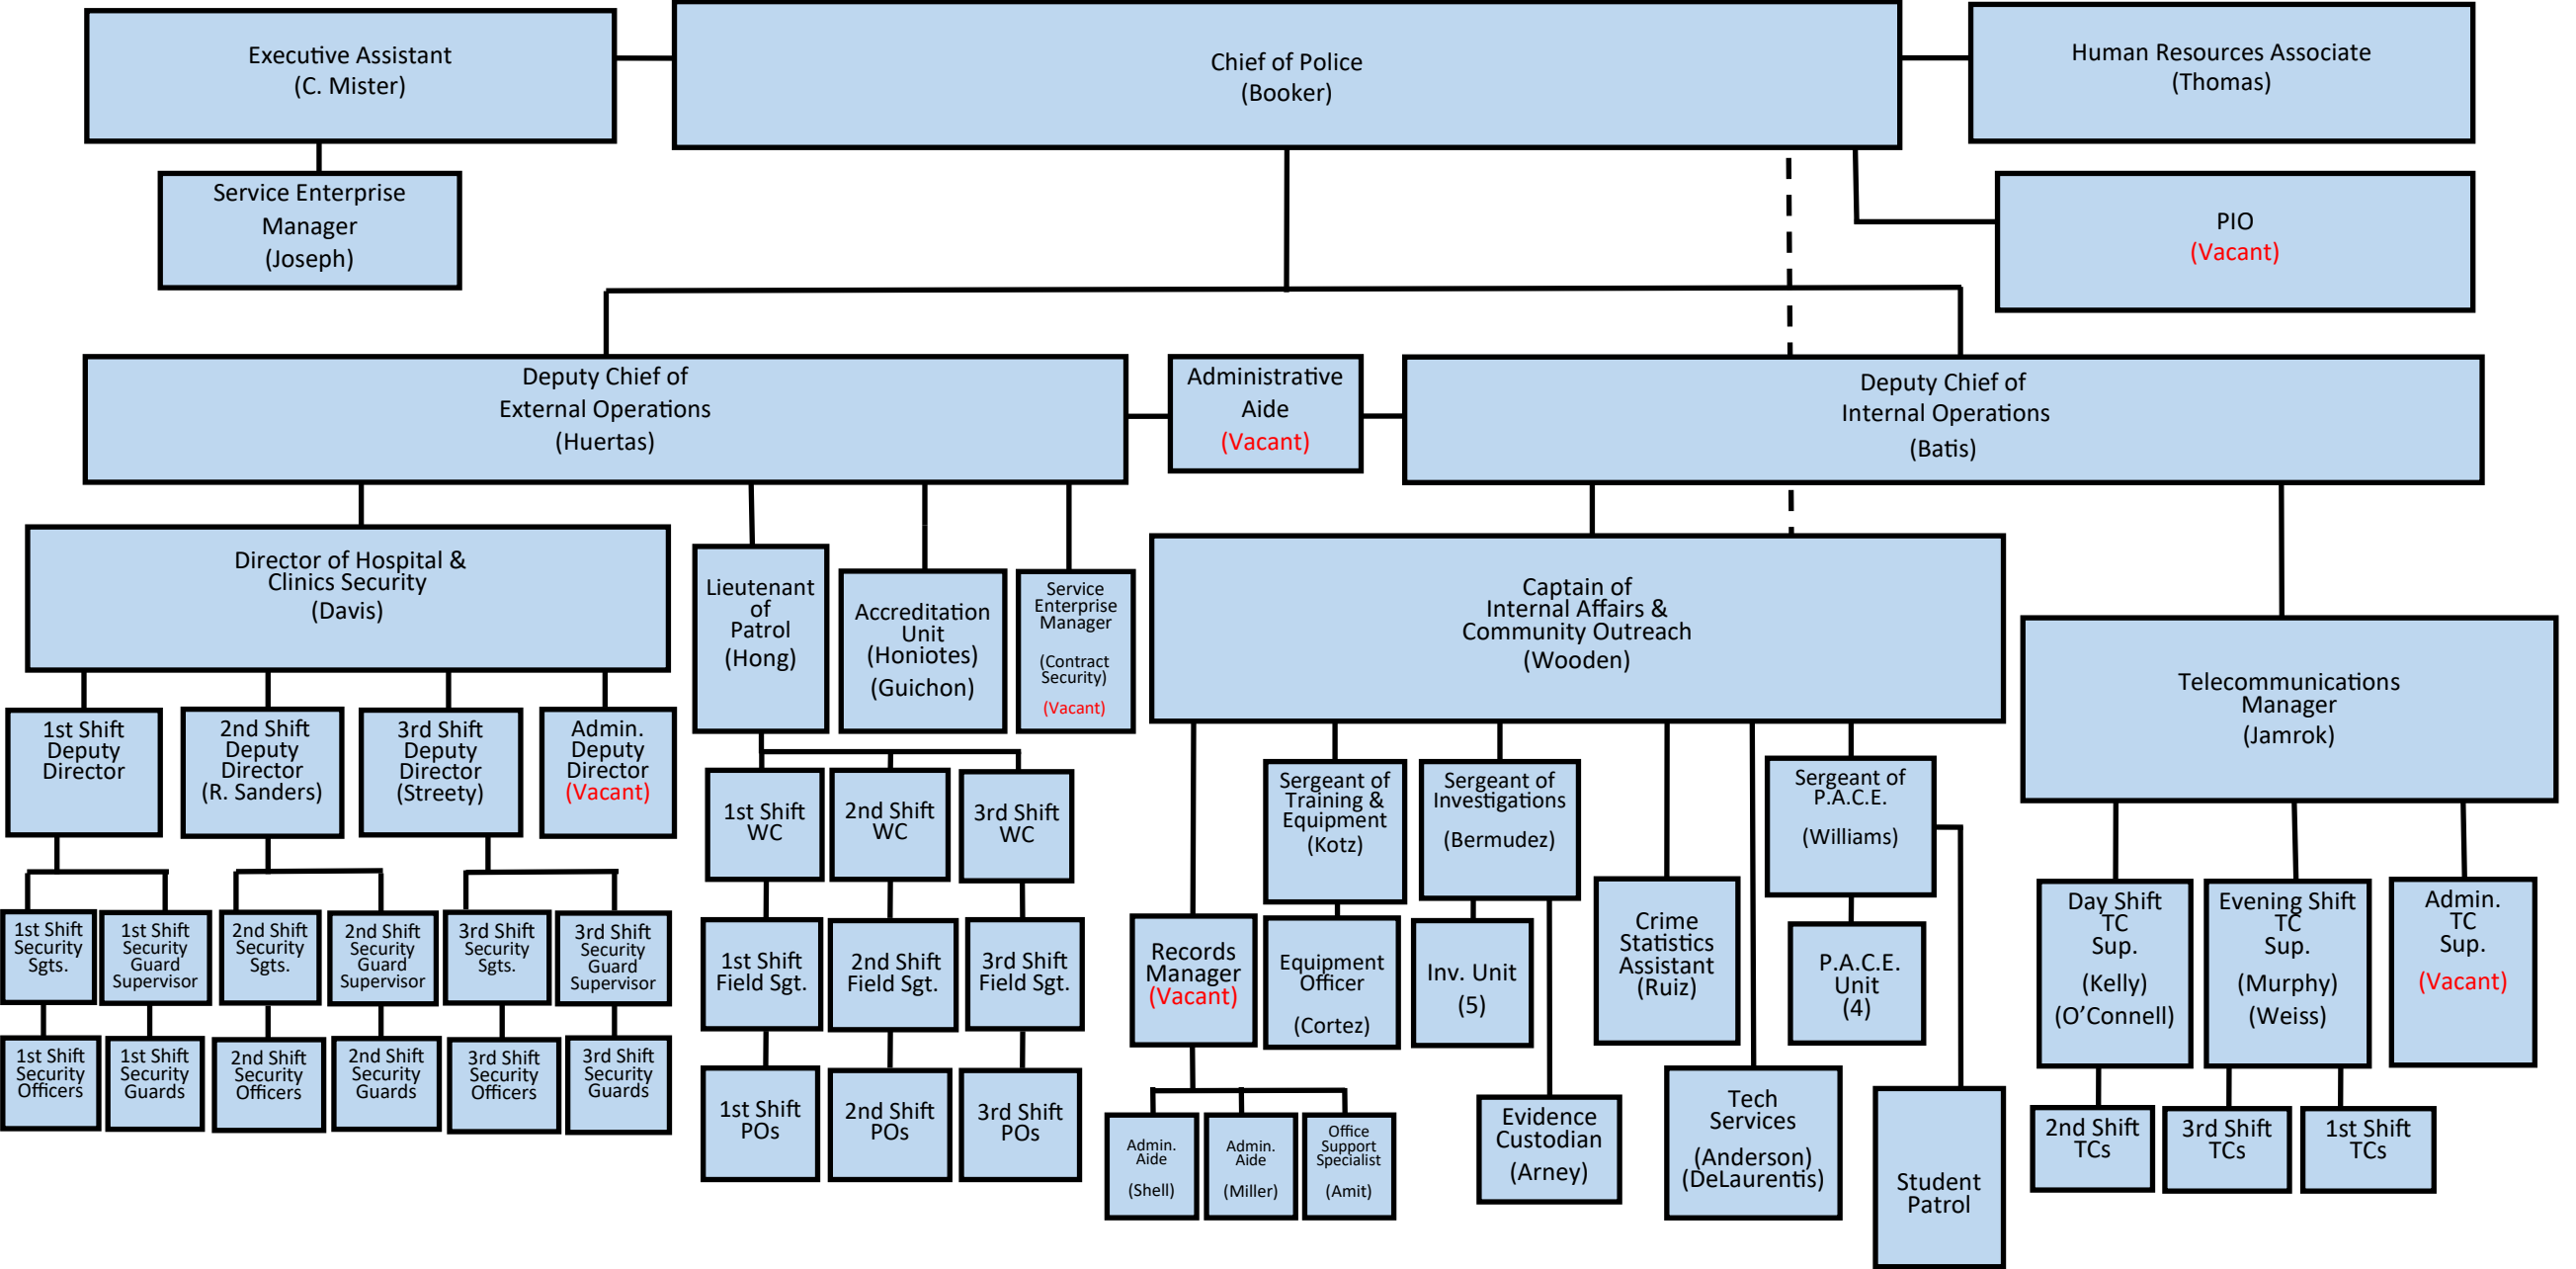 Executive Assistant
(C. Mister)
Chief of Police
(Booker)
Human Resources Associate
(Thomas)
Service Enterprise
Manager
(Joseph)
PIO
(Vacant)
Deputy Chief of
External Operations
(Huertas)
Administrative
Aide
(Vacant)
Deputy Chief of
Internal Operations
(Batis)
Director of Hospital &
Clinics Security
(Davis)
Lieutenant
of
Patrol
(Hong)
Accreditation
Unit
(Honiotes)
(Guichon)
Service
Enterprise
Manager
(Contract
Security)
(Vacant)
Captain of
Internal Affairs &
Community Outreach
(Wooden)
Telecommunications
Manager
(Jamrok)
1st Shift
Deputy
Director
2nd Shift
Deputy
Director
(R. Sanders)
3rd Shift
Deputy
Director
(Streety)
Admin.
Deputy
Director
(Vacant)
1st Shift
WC
2nd Shift
WC
3rd Shift
WC
Sergeant of
Training &
Equipment
(Kotz)
Sergeant of
Investigations
(Bermudez)
Sergeant of
P.A.C.E.
(Williams)
1st Shift
Security
Sgts.
1st Shift
Security
Guard
Supervisor
2nd Shift
Security
Sgts.
2nd Shift
Security
Guard
Supervisor
3rd Shift
Security
Sgts.
3rd Shift
Security
Guard
Supervisor
1st Shift
Field Sgt.
2nd Shift
Field Sgt.
3rd Shift
Field Sgt.
Records
Manager
(Vacant)
Equipment
Officer
(Cortez)
Inv. Unit
(5)
Crime
Statistics
Assistant
(Ruiz)
P.A.C.E.
Unit
(4)
Day Shift
TC
Sup.
(Kelly)
(O’Connell)
Evening Shift
TC
Sup.
(Murphy)
(Weiss)
Admin.
TC
Sup.
(Vacant)
1st Shift
Security
Officers
1st Shift
Security
Guards
2nd Shift
Security
Officers
2nd Shift
Security
Guards
3rd Shift
Security
Officers
3rd Shift
Security
Guards
1st Shift
POs
2nd Shift
POs
3rd Shift
POs
Admin.
Aide
(Shell)
Admin.
Aide
(Miller)
Office
Support
Specialist
(Amit)
Evidence
Custodian
(Arney)
Tech
Services
(Anderson)
(DeLaurentis)
Student
Patrol
2nd Shift
TCs
3rd Shift
TCs
1st Shift
TCs